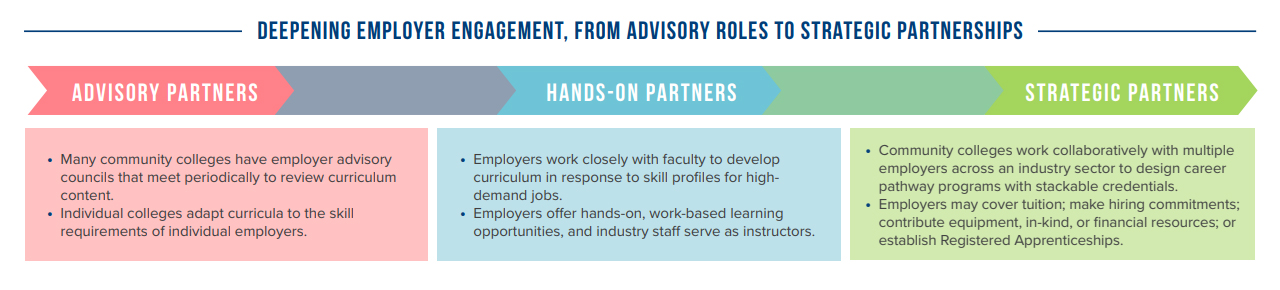 DEEPENING EMPLOYER ENGAGEMENT, FROM ADVISORY ROLES TO STRATEGIC PARTNERSHIPS
ADVISORY PARTNERS
HANDS-ON PARTNERS
STRATEGIC PARTNERS
• Many community colleges have employer advisory
councils that meet periodically to review curriculum
content.
• Individual colleges adapt curricula to the skill
requirements of individual employers.
• Employers work closely with faculty to develop
curriculum in response to skill profiles for high-
demand jobs.
• Employers offer hands-on, work-based learning
opportunities, and industry staff serve as instructors.
• Community colleges work collaboratively with multiple
employers across an industry sector to design career
pathway programs with stackable credentials.
• Employers may cover tuition; make hiring commitments;
contribute equipment, in-kind, or financial resources; or
establish Registered Apprenticeships.